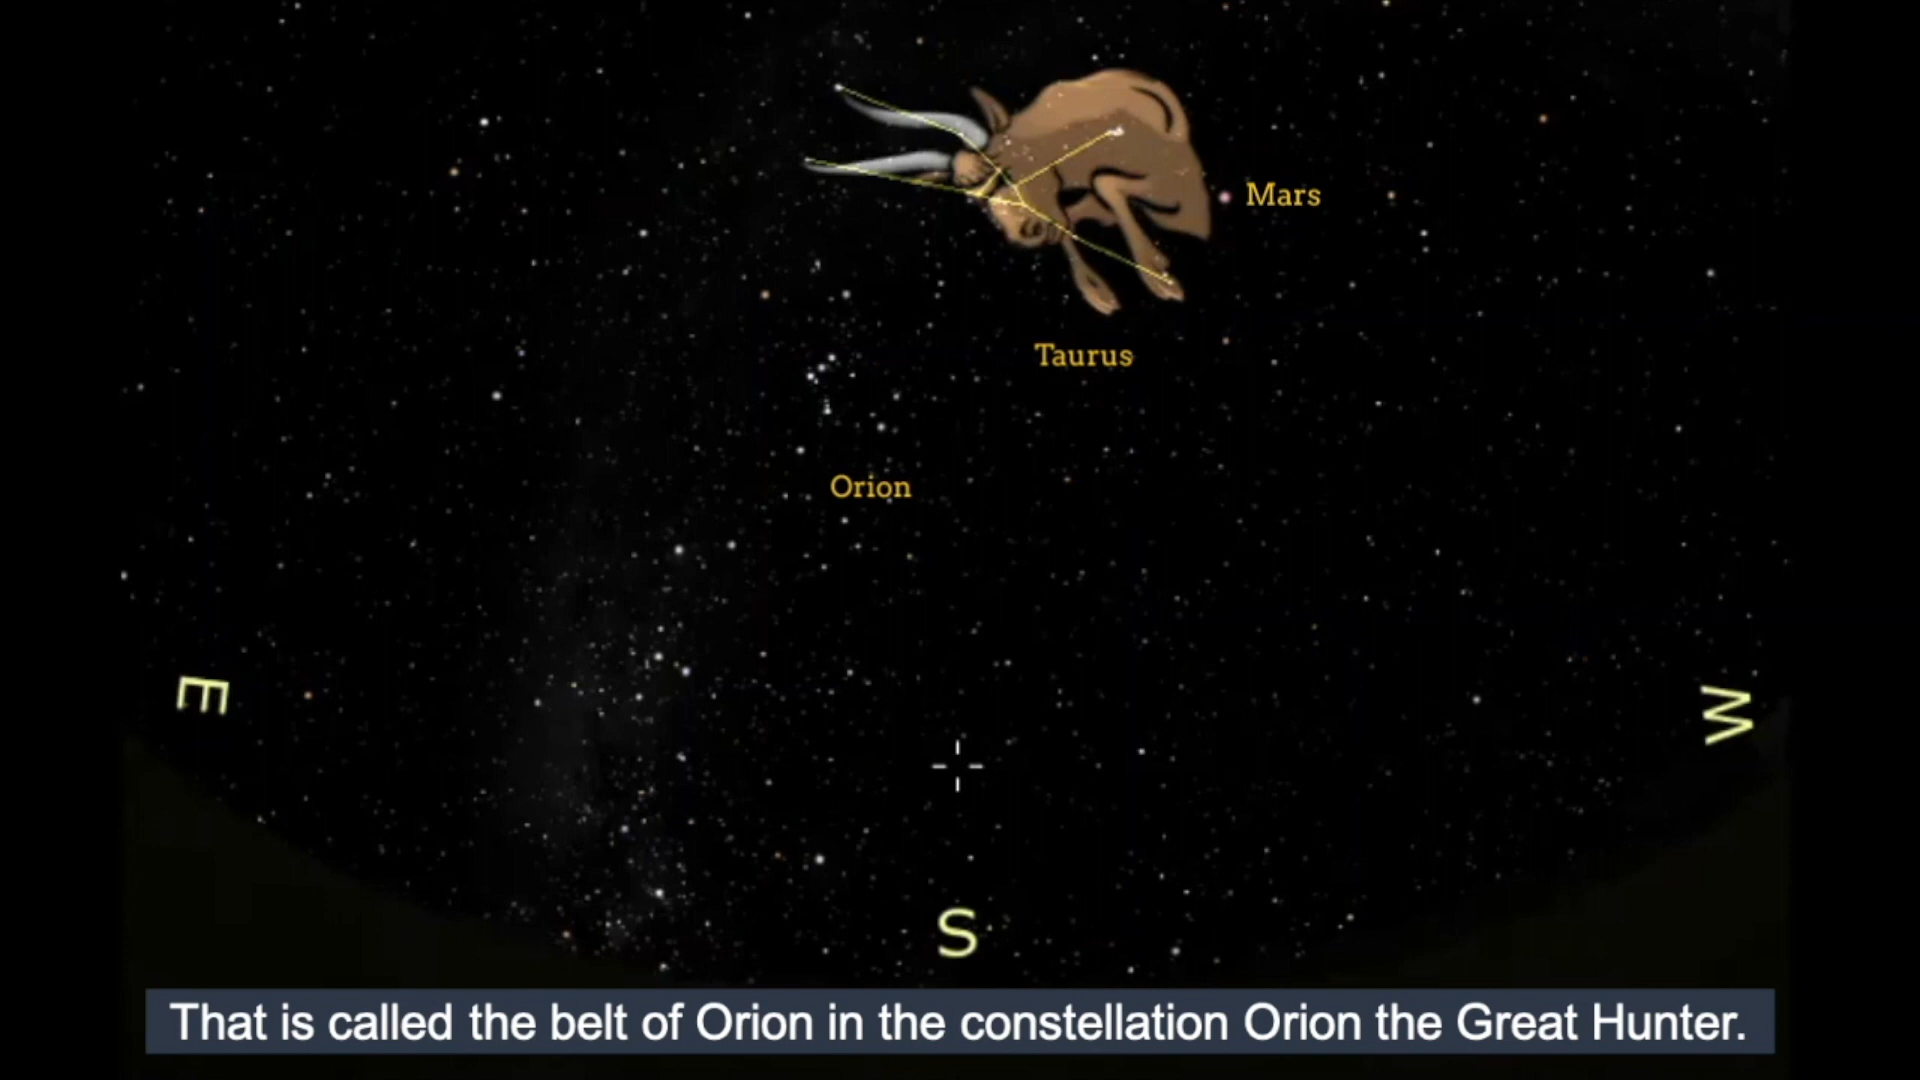 Mars
Taurus
Orion
E
W
S
That is called the belt of Orion in the constellation Orion the Great Hunter.